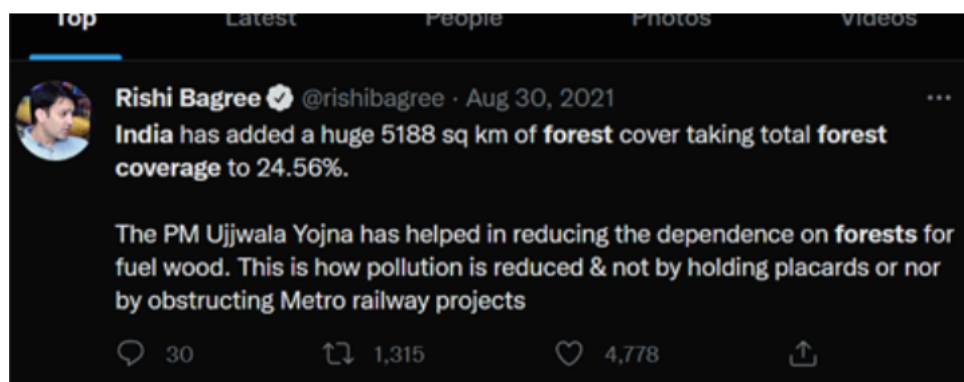 Top Latest People Photos Videos
Rishi Bagree @rishibagree · Aug 30, 2021
India has added a huge 5188 sq km of forest cover taking total forest
coverage to 24.56%.
The PM Ujjwala Yojna has helped in reducing the dependence on forests for
fuel wood. This is how pollution is reduced & not by holding placards or nor
by obstructing Metro railway projects
30 1,315 4,778